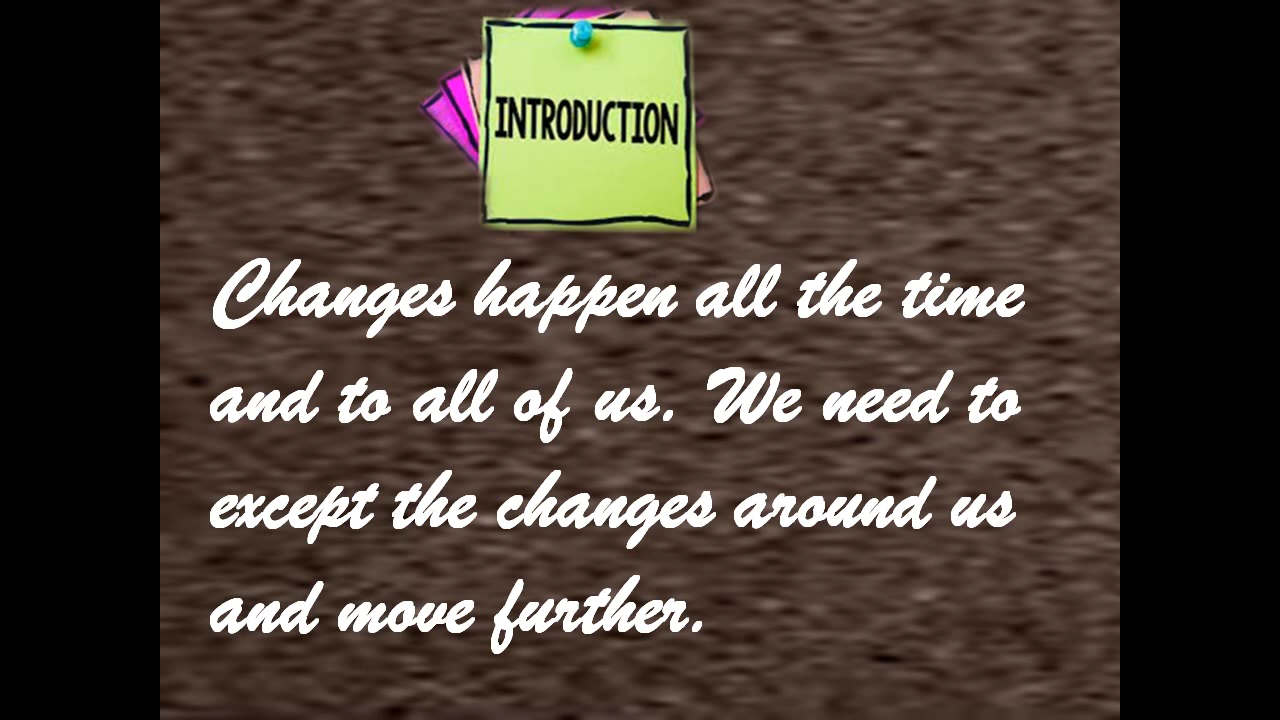 INTRODUCTION
Changes happen all the time
and to all of us. We need to
except the changes around us
and move further.